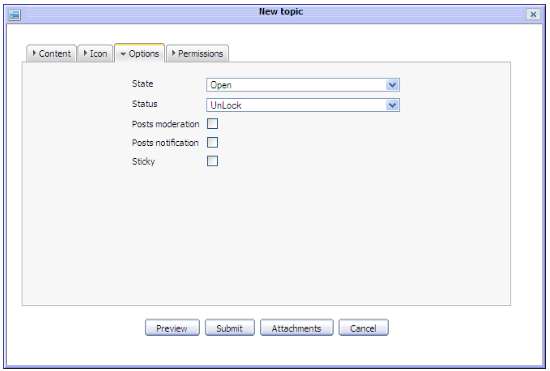 New topic
Content Icon Options Permissions
State Open
Status UnLock
Posts moderation
Posts notification
Sticky
Preview Submit Attachments Cancel